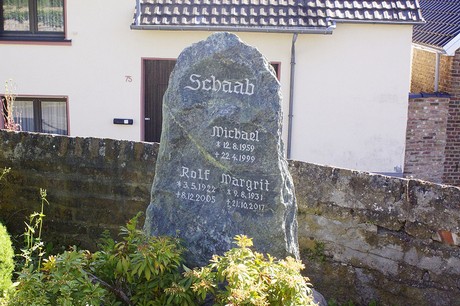 75
Schaab
Michael
* 12.8.1959
† 22.4.1999
Rolf Margrit
* 3.5.1922 * 9.8.1931
† 8.12.2005 † 21.10.2017